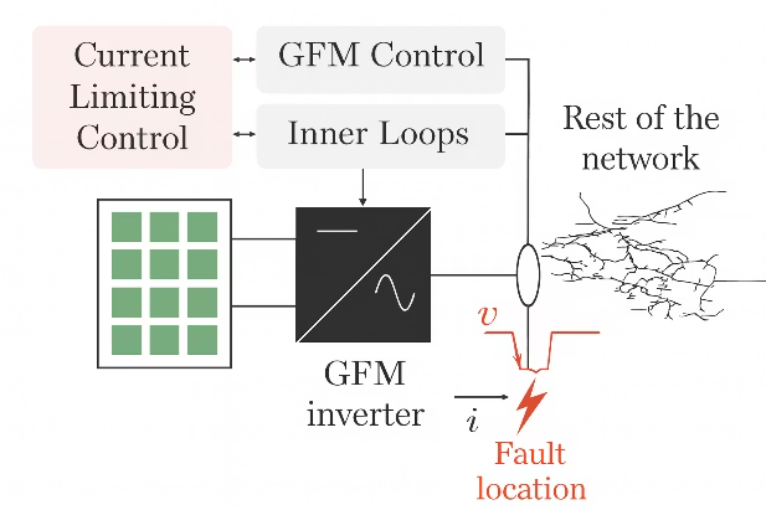 Current
Limiting
Control
GFM Control
Inner Loops
Rest of the
network
v
GFM
inverter
i
Fault
location